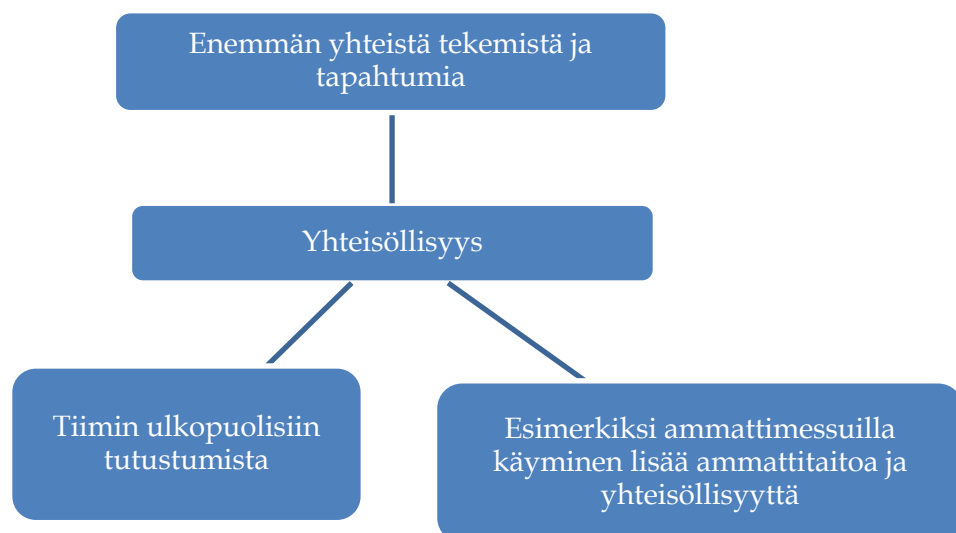 Enemmän yhteistä tekemistä ja
tapahtumia
Yhteisöllisyys
Tiimin ulkopuolisiin
tutustumista
Esimerkiksi ammattimessuilla
käyminen lisää ammattitaitoa ja
yhteisöllisyyttä